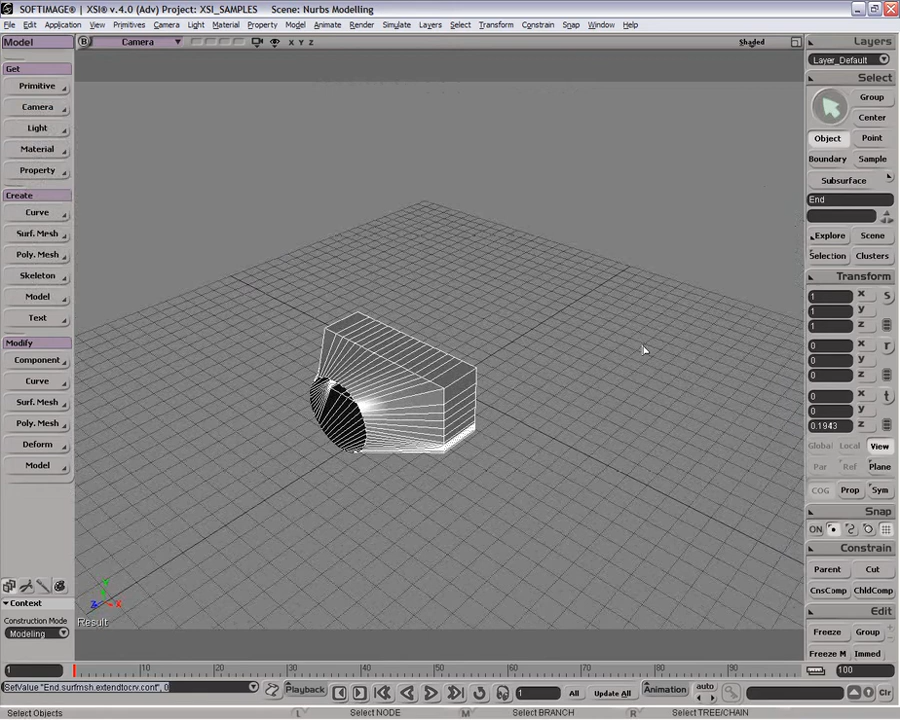 SOFTIMAGE® | XSI® v.4.0 (Adv) Project: XSI_SAMPLES Scene: Nurbs Modelling
File Edit Application View Primitives Camera Light Material Property Model Animate Render Simulate Layers Select Transform Constrain Snap Window Help
Model
Get
Primitive
Camera
Light
Material
Property
Create
Curve
Surf. Mesh
Poly. Mesh
Skeleton
Model
Text
Modify
Component
Curve
Surf. Mesh
Poly. Mesh
Deform
Model
Context
Construction Mode
Modeling
B Camera X Y Z Shaded
Y
Z X
Result
Layers
Layer_Default
Select
Group
Center
Object Point
Boundary Sample
Subsurface
End
Explore Scene
Selection Clusters
Transform
1 x s
1 y
1 z
0 x r
0 y
0 z
0 x t
0 y
0.1943 z
Global Local View
Par Ref Plane
COG Prop Sym
Snap
ON
Constrain
Parent Cut
CnsComp ChldComp
Edit
Freeze Group
Freeze M Immed
1 10 20 30 40 50 60 70 80 90 100
SetValue "End.surfmsh.extendtocrv.cont", 0
Playback 1 All Update All Animation auto Clr
Select Objects L Select NODE M Select BRANCH R Select TREE/CHAIN